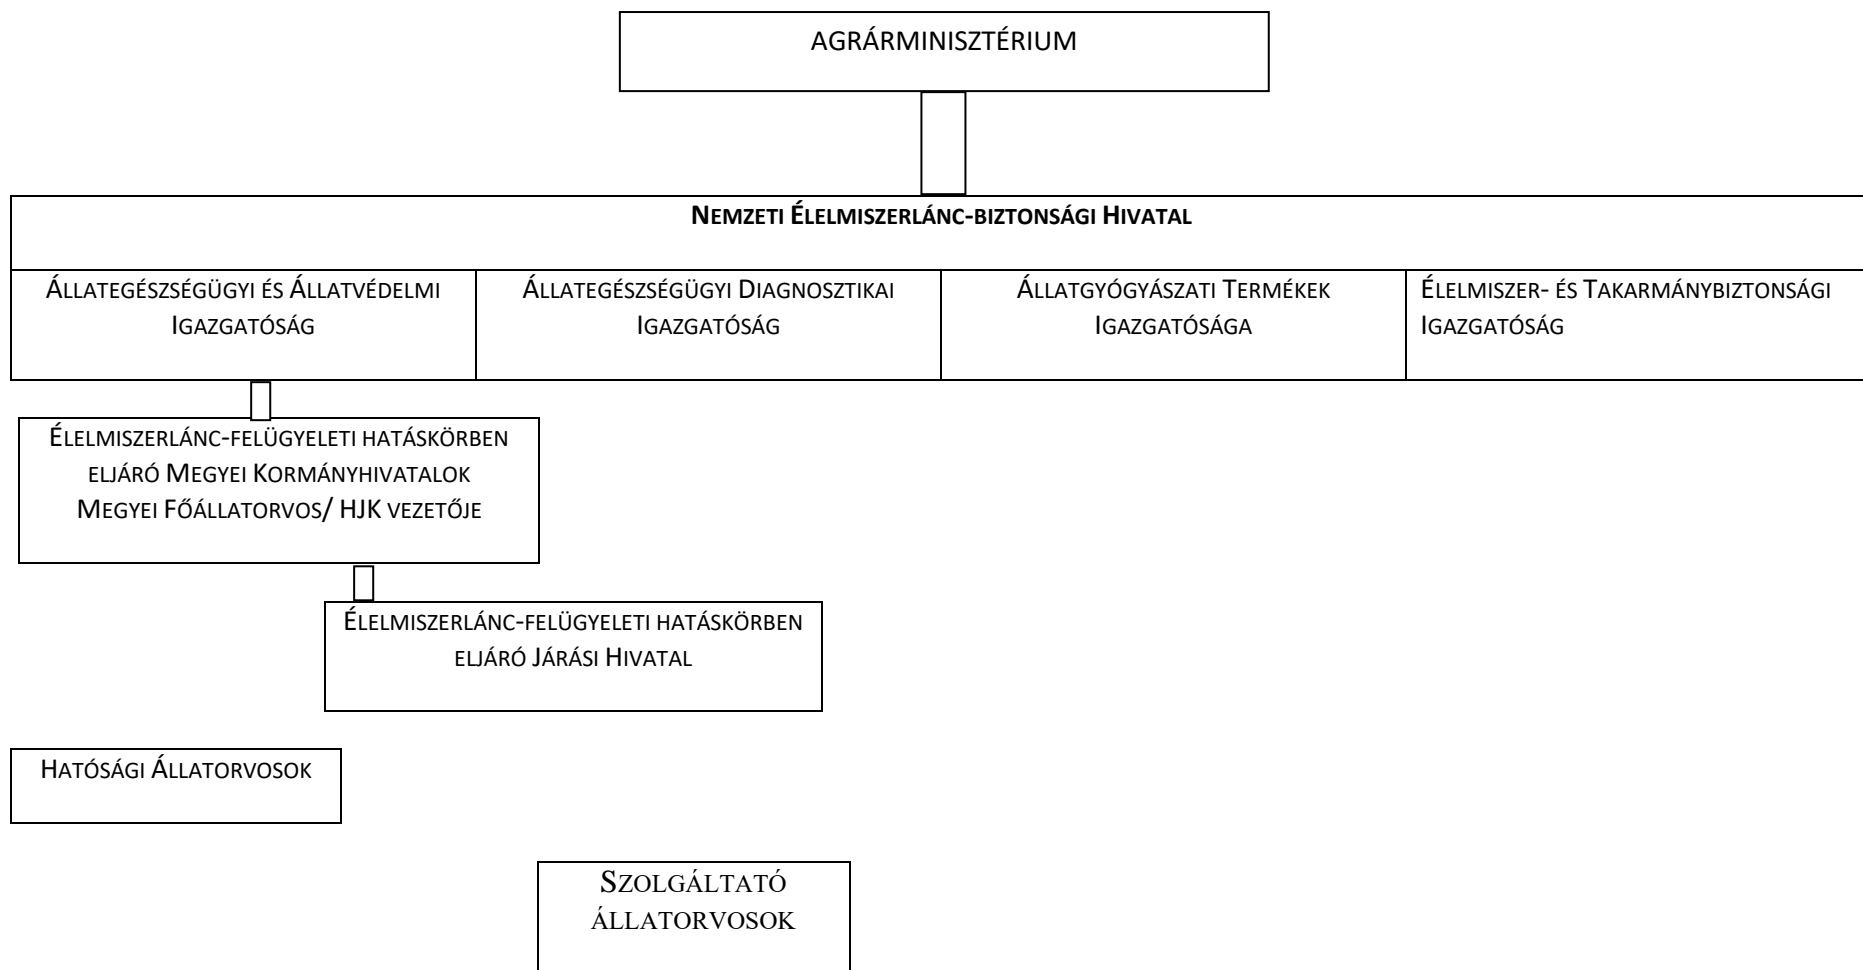 AGRÁRMINISZTÉRIUM
NEMZETI ÉLELMISZERLÁNC-BIZTONSÁGI HIVATAL
ÁLLATEGÉSZSÉGÜGYI ÉS ÁLLATVÉDELMI
IGAZGATÓSÁG
ÁLLATEGÉSZSÉGÜGYI DIAGNOSZTIKAI
IGAZGATÓSÁG
ÁLLATGYÓGYÁSZATI TERMÉKEK
IGAZGATÓSÁGA
ÉLELMISZER- ÉS TAKARMÁNYBIZTONSÁGI
IGAZGATÓSÁG
ÉLELMISZERLÁNC-FELÜGYELETI HATÁSKÖRBEN
ELJÁRÓ MEGYEI KORMÁNYHIVATALOK
MEGYEI FŐÁLLATORVOS/ HJK VEZETŐJE
ÉLELMISZERLÁNC-FELÜGYELETI HATÁSKÖRBEN
ELJÁRÓ JÁRÁSI HIVATAL
HATÓSÁGI ÁLLATORVOSOK
SZOLGÁLTATÓ
ÁLLATORVOSOK